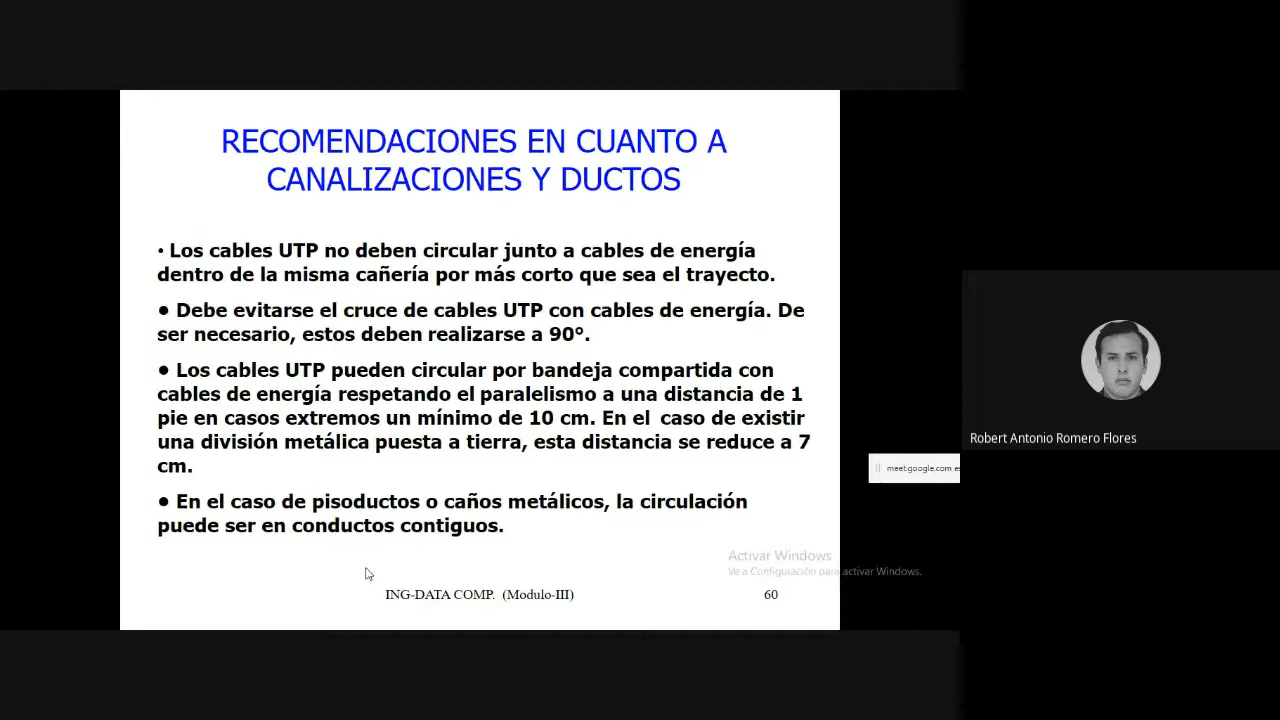 RECOMENDACIONES EN CUANTO A
CANALIZACIONES Y DUCTOS
• Los cables UTP no deben circular junto a cables de energía
dentro de la misma cañería por más corto que sea el trayecto.
● Debe evitarse el cruce de cables UTP con cables de energía. De
ser necesario, estos deben realizarse a 90°.
● Los cables UTP pueden circular por bandeja compartida con
cables de energía respetando el paralelismo a una distancia de 1
pie en casos extremos un mínimo de 10 cm. En el caso de existir
una división metálica puesta a tierra, esta distancia se reduce a 7
cm.
● En el caso de pisoductos o caños metálicos, la circulación
puede ser en conductos contiguos.
ING-DATA COMP. (Modulo-III)
60
Activar Windows
Ve a Configuración para activar Windows.
meet.google.com es
Robert Antonio Romero Flores